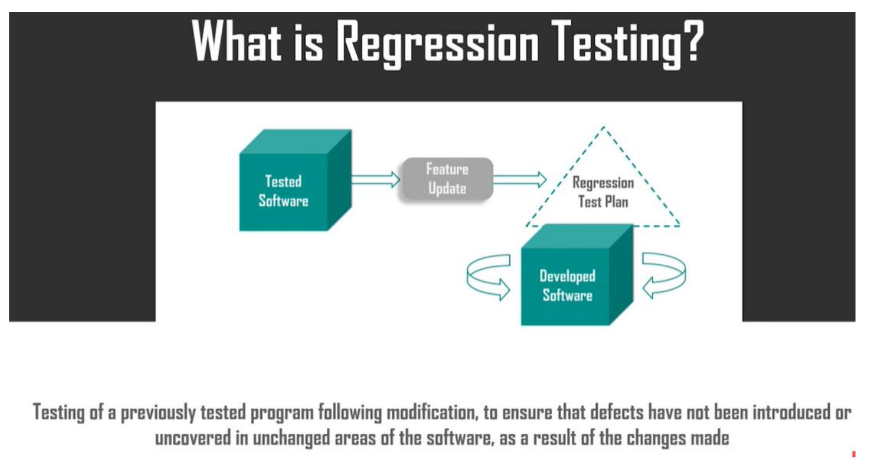 What is Regression Testing?
Tested
Software
Feature
Update
Regression
Test Plan
Developed
Software
Testing of a previously tested program following modification, to ensure that defects have not been introduced or
uncovered in unchanged areas of the software, as a result of the changes made